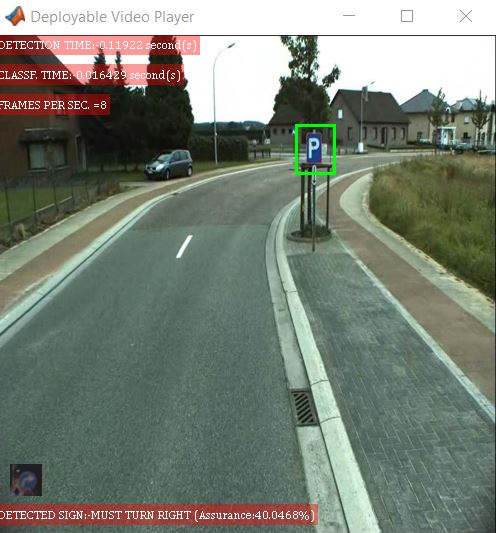 Deployable Video Player
DETECTION TIME:-0.11922 second(s)
CLASSF. TIME:-0.016429 second(s)
FRAMES PER SEC. =8
P
DETECTED SIGN:-MUST TURN RIGHT (Assurance:40.0468%)